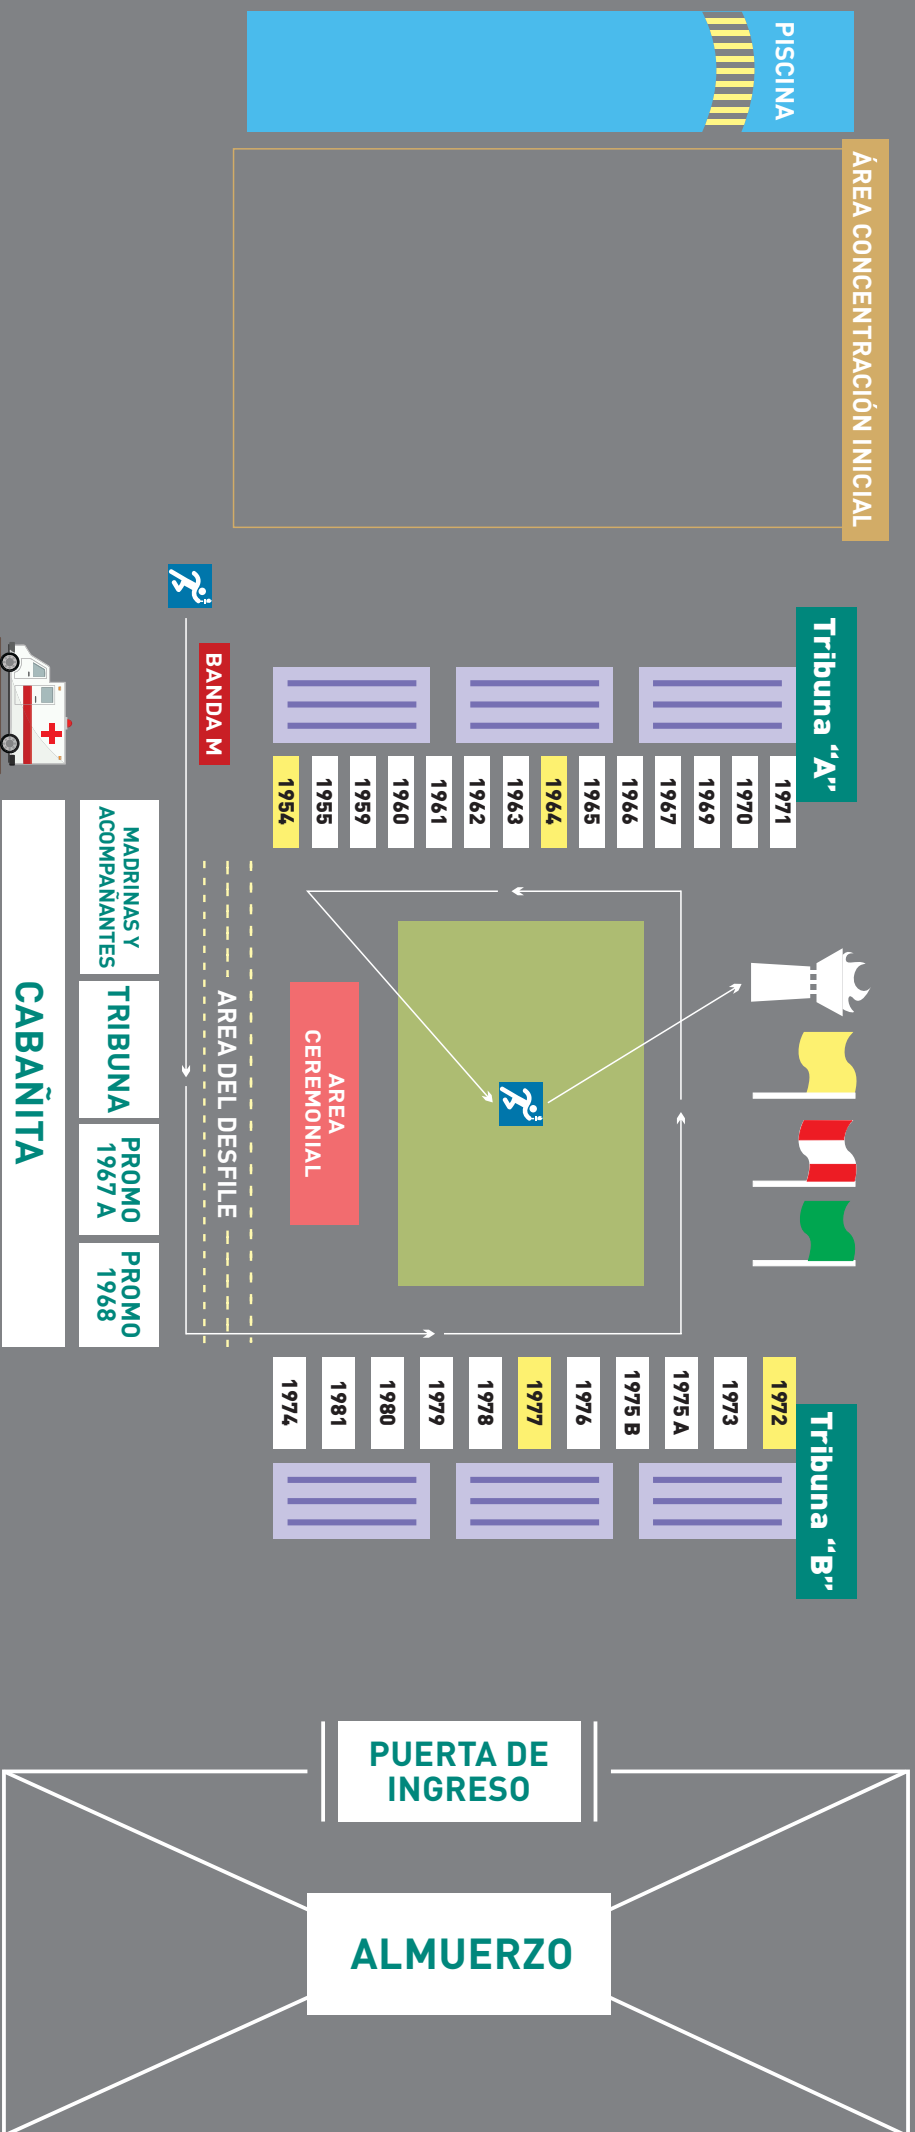 PISCINA
ÁREA CONCENTRACIÓN INICIAL
Tribuna “A”
BANDA M
1954
1955
1959
1960
1961
1962
1963
1964
1965
1966
1967
1969
1970
1971
MADRINAS Y
ACOMPAÑANTES
TRIBUNA
PROMO
1967 A
PROMO
1968
CABAÑITA
AREA DEL DESFILE
AREA
CEREMONIAL
1974
1981
1980
1979
1978
1977
1976
1975 B
1975 A
1973
1972
Tribuna “B”
PUERTA DE
INGRESO
ALMUERZO